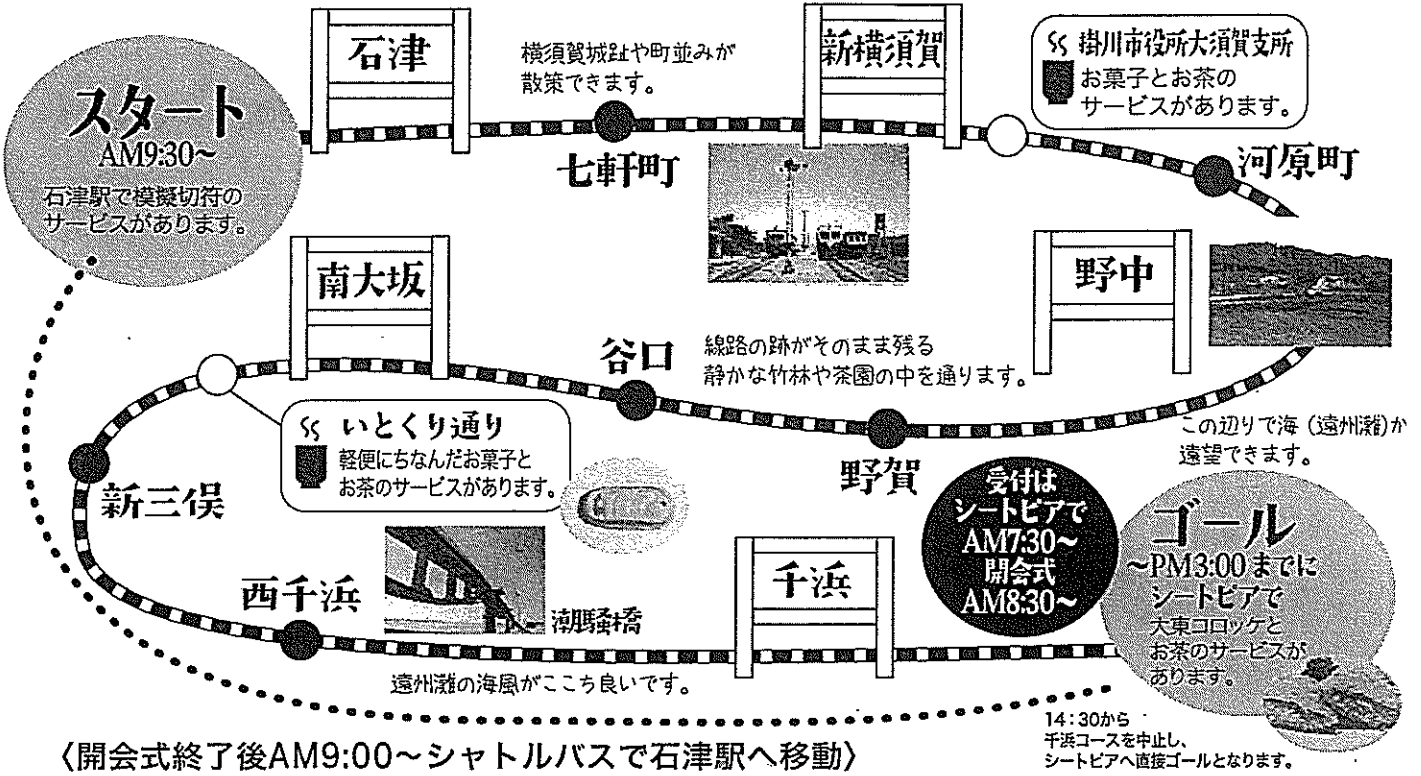 スタート
AM9:30~
石津駅で模擬切符の
サービスがあります。
石津
横須賀城趾や町並みが
散策できます。
七軒町
新横須賀
掛川市役所大須賀支所
お菓子とお茶の
サービスがあります。
河原町
野中
この辺りで海(遠州灘)か
遠望できます。
野賀
線路の跡がそのまま残る
静かな竹林や茶園の中を通ります。
谷口
南大坂
いとくり通り
軽便にちなんだお菓子と
お茶のサービスがあります。
新三俣
西千浜
潮騒橋
遠州灘の海風がここち良いです。
千浜
受付は
シートピアで
AM7:30~
開会式
AM8:30~
ゴール
~PM3:00までに
シートピアで
大東コロッケと
お茶のサービスが
あります。
14:30から
千浜コースを中止し、
シートピアへ直接ゴールとなります。
〈開会式終了後AM9:00~シャトルバスで石津駅へ移動〉